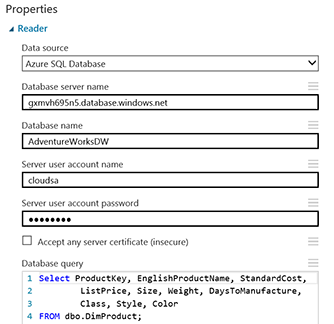 Properties
Reader
Data source
Azure SQL Database
Database server name
gxmvh695n5.database.windows.net
Database name
AdventureWorksDW
Server user account name
cloudsa
Server user account password
●●●●●●●●
Accept any server certificate (insecure)
Database query
1 Select ProductKey, EnglishProductName, StandardCost,
2 ListPrice, Size, Weight, DaysToManufacture,
3 Class, Style, Color
4 FROM dbo.DimProduct;